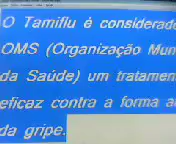 O Tamiflu é considerad
OMS (Organização Mun
da Saúde) um tratamen
eficaz contra a forma a
da gripe.